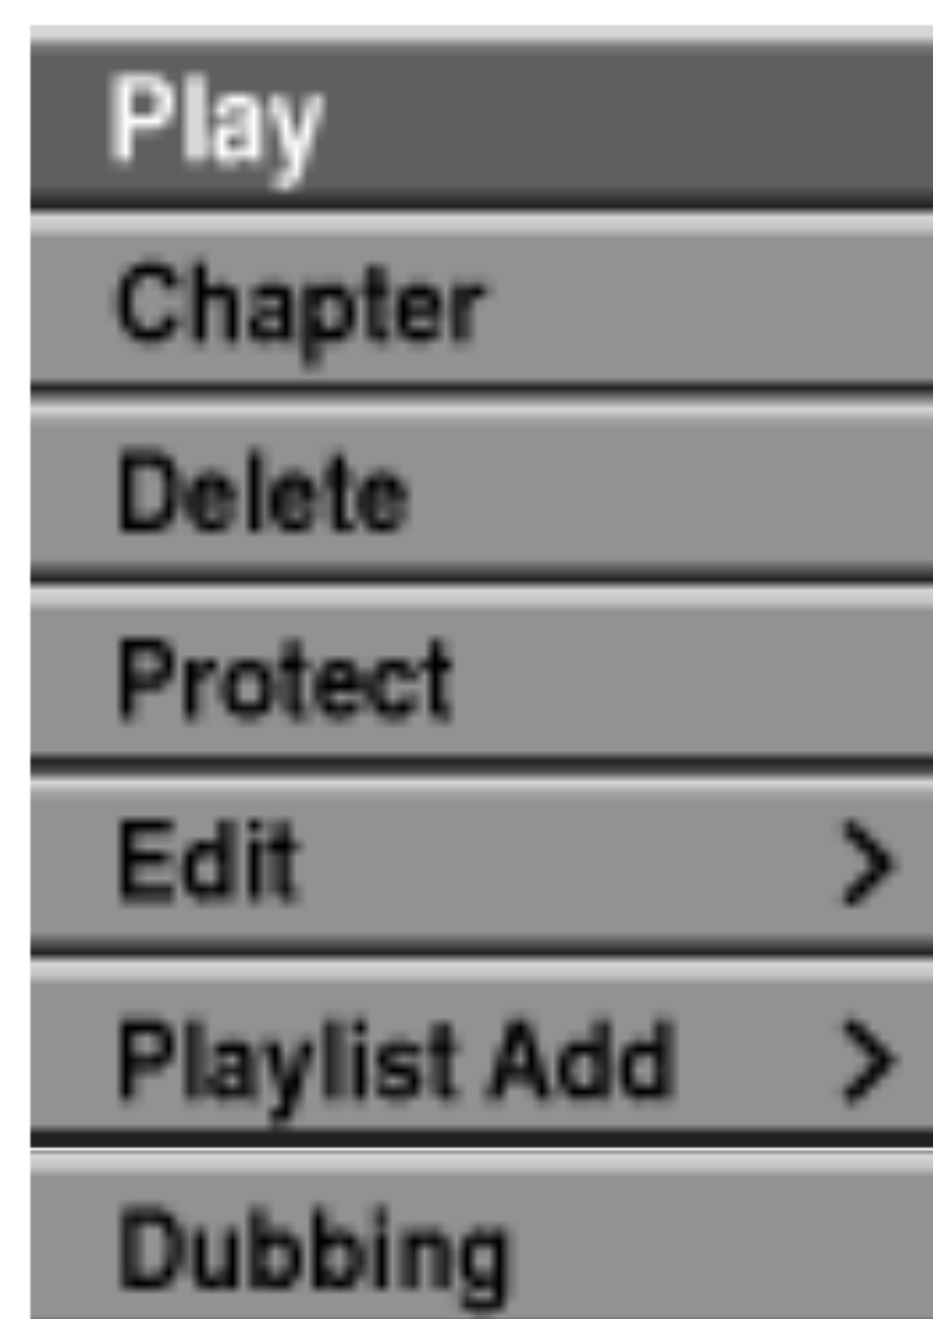 Play
Chapter
Delete
Protect
Edit >
Playlist Add >
Dubbing